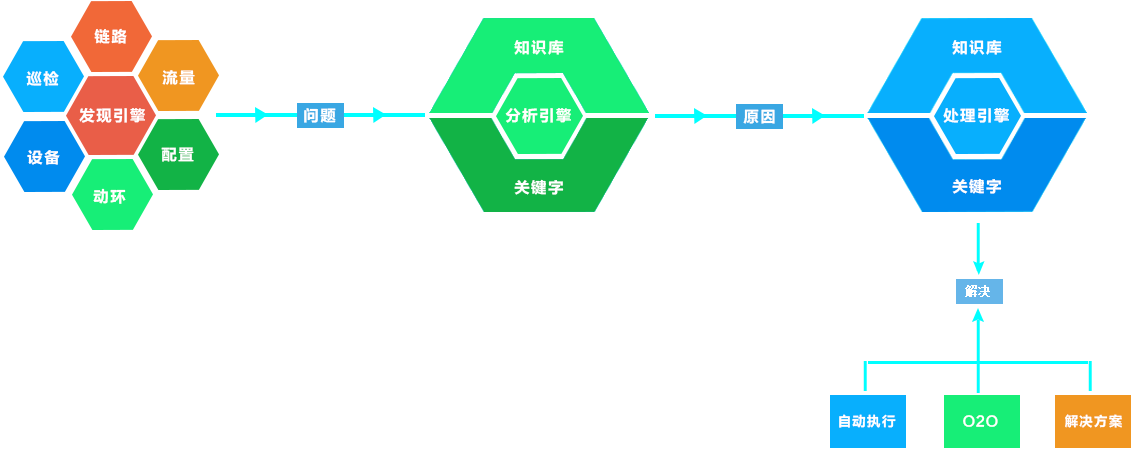 链路
巡检
流量
发现引擎
设备
配置
动环
问题
知识库
分析引擎
关键字
原因
知识库
处理引擎
关键字
解决
自动执行
O2O
解决方案